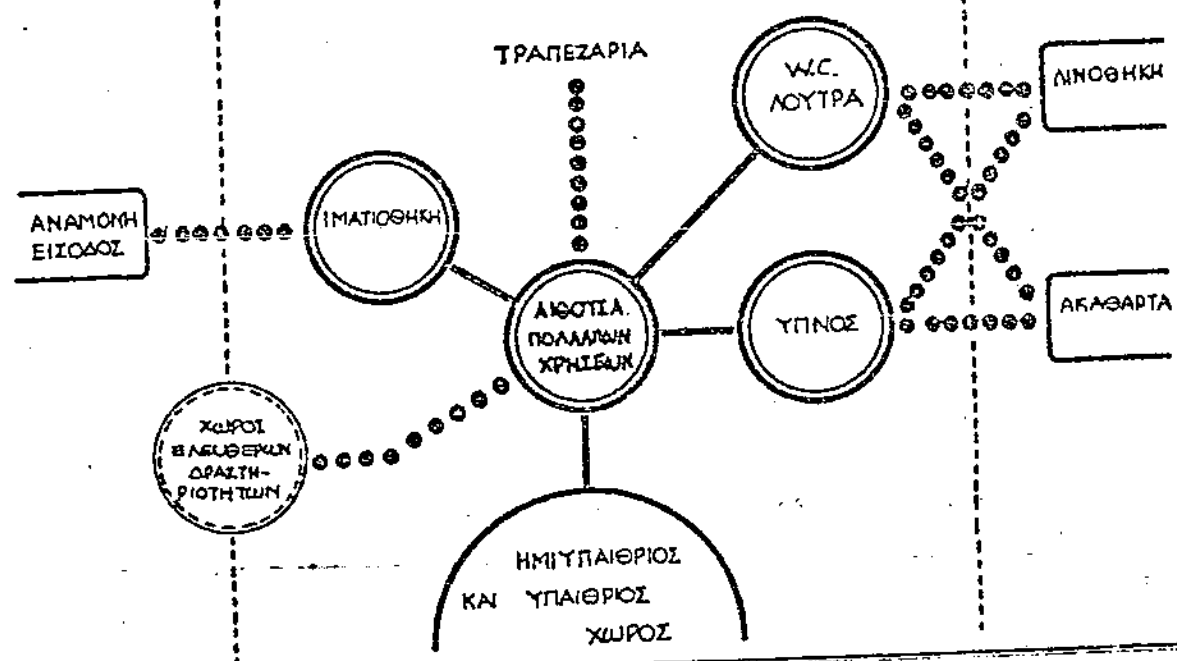 ΤΡΑΠΕΖΑΡΙΑ
W.C.
ΛΟΥΤΡΑ
ΛΙΝΟΘΗΚΗ
ΑΝΑΜΟΝΗ
ΕΙΣΟΔΟΣ
ΙΜΑΤΙΟΘΗΚΗ
ΑΙΘΟΥΣΑ
ΠΟΛΛΑΠΛΩΝ
ΧΡΗΣΕΩΝ
ΥΠΝΟΣ
ΑΚΑΘΑΡΤΑ
ΧΩΡΟΣ
ΕΛΕΥΘΕΡΩΝ
ΔΡΑΣΤΗ-
ΡΙΟΤΗΤΩΝ
ΗΜΙΥΠΑΙΘΡΙΟΣ
ΚΑΙ ΥΠΑΙΘΡΙΟΣ
ΧΩΡΟΣ